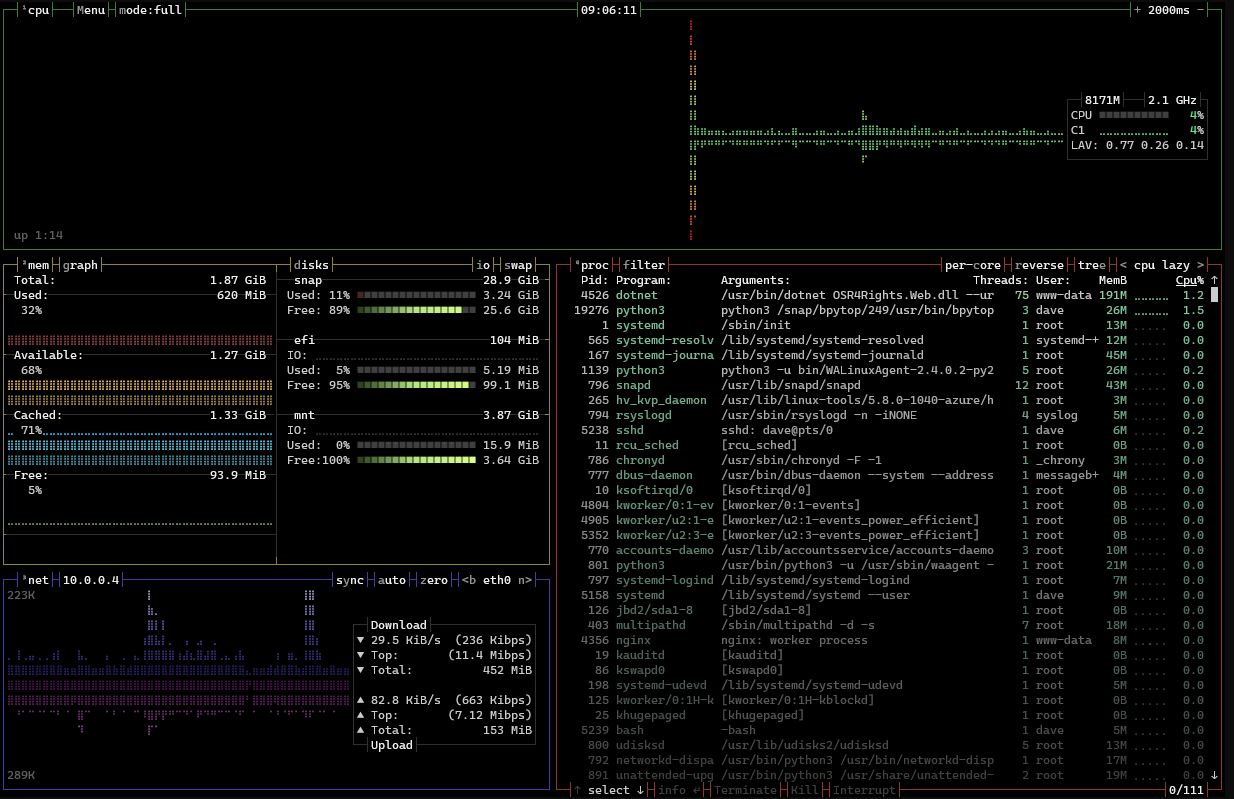 ¹cpu Menu mode:full 09:06:11 + 2000ms −
8171M 2.1 GHz
CPU 4%
C1 4%
LAV: 0.77 0.26 0.14
up 1:14
²mem graph disks io swap
Total: 1.87 GiB
Used: 620 MiB
32%
Available: 1.27 GiB
68%
Cached: 1.33 GiB
71%
Free: 93.9 MiB
5%
snap 28.9 GiB
Used: 11% 3.24 GiB
Free: 89% 25.6 GiB
efi 104 MiB
IO:
Used: 5% 5.19 MiB
Free: 95% 99.1 MiB
mnt 3.87 GiB
IO:
Used: 0% 15.9 MiB
Free:100% 3.64 GiB
³net 10.0.0.4 sync auto zero <b eth0 n>
223K
Download
▼ 29.5 KiB/s (236 Kibps)
▼ Top: (11.4 Mibps)
▼ Total: 452 MiB
▲ 82.8 KiB/s (663 Kibps)
▲ Top: (7.12 Mibps)
▲ Total: 153 MiB
Upload
289K
⁴proc filter per-core reverse tree < cpu lazy >
Pid: Program: Arguments: Threads: User: MemB Cpu% ↑
4526 dotnet /usr/bin/dotnet OSR4Rights.Web.dll --ur 75 www-data 191M 1.2
19276 python3 python3 /snap/bpytop/249/usr/bin/bpytop 3 dave 26M 1.5
1 systemd /sbin/init 1 root 13M 0.0
565 systemd-resolv /lib/systemd/systemd-resolved 1 systemd-+ 12M 0.0
167 systemd-journa /lib/systemd/systemd-journald 1 root 45M 0.0
1139 python3 python3 -u bin/WALinuxAgent-2.4.0.2-py2 5 root 26M 0.2
796 snapd /usr/lib/snapd/snapd 12 root 43M 0.0
265 hv_kvp_daemon /usr/lib/linux-tools/5.8.0-1040-azure/h 1 root 3M 0.0
794 rsyslogd /usr/sbin/rsyslogd -n -iNONE 4 syslog 5M 0.0
5238 sshd sshd: dave@pts/0 1 dave 6M 0.2
11 rcu_sched [rcu_sched] 1 root 0B 0.0
786 chronyd /usr/sbin/chronyd -F -1 1 _chrony 3M 0.0
777 dbus-daemon /usr/bin/dbus-daemon --system --address 1 messageb+ 4M 0.0
10 ksoftirqd/0 [ksoftirqd/0] 1 root 0B 0.0
4804 kworker/0:1-ev [kworker/0:1-events] 1 root 0B 0.0
4905 kworker/u2:1-e [kworker/u2:1-events_power_efficient] 1 root 0B 0.0
5352 kworker/u2:3-e [kworker/u2:3-events_power_efficient] 1 root 0B 0.0
770 accounts-daemo /usr/lib/accountsservice/accounts-daemo 3 root 10M 0.0
801 python3 /usr/bin/python3 -u /usr/sbin/waagent - 1 root 21M 0.0
797 systemd-logind /lib/systemd/systemd-logind 1 root 7M 0.0
5158 systemd /lib/systemd/systemd --user 1 dave 9M 0.0
126 jbd2/sda1-8 [jbd2/sda1-8] 1 root 0B 0.0
403 multipathd /sbin/multipathd -d -s 7 root 18M 0.0
4356 nginx nginx: worker process 1 www-data 8M 0.0
19 kauditd [kauditd] 1 root 0B 0.0
86 kswapd0 [kswapd0] 1 root 0B 0.0
198 systemd-udevd /lib/systemd/systemd-udevd 1 root 5M 0.0
125 kworker/0:1H-k [kworker/0:1H-kblockd] 1 root 0B 0.0
25 khugepaged [khugepaged] 1 root 0B 0.0
5239 bash -bash 1 dave 5M 0.0
800 udisksd /usr/lib/udisks2/udisksd 5 root 13M 0.0
792 networkd-dispa /usr/bin/python3 /usr/bin/networkd-disp 1 root 17M 0.0
891 unattended-upg /usr/bin/python3 /usr/share/unattended- 2 root 19M 0.0 ↓
↑ select ↓ info ↵ Terminate Kill Interrupt 0/111